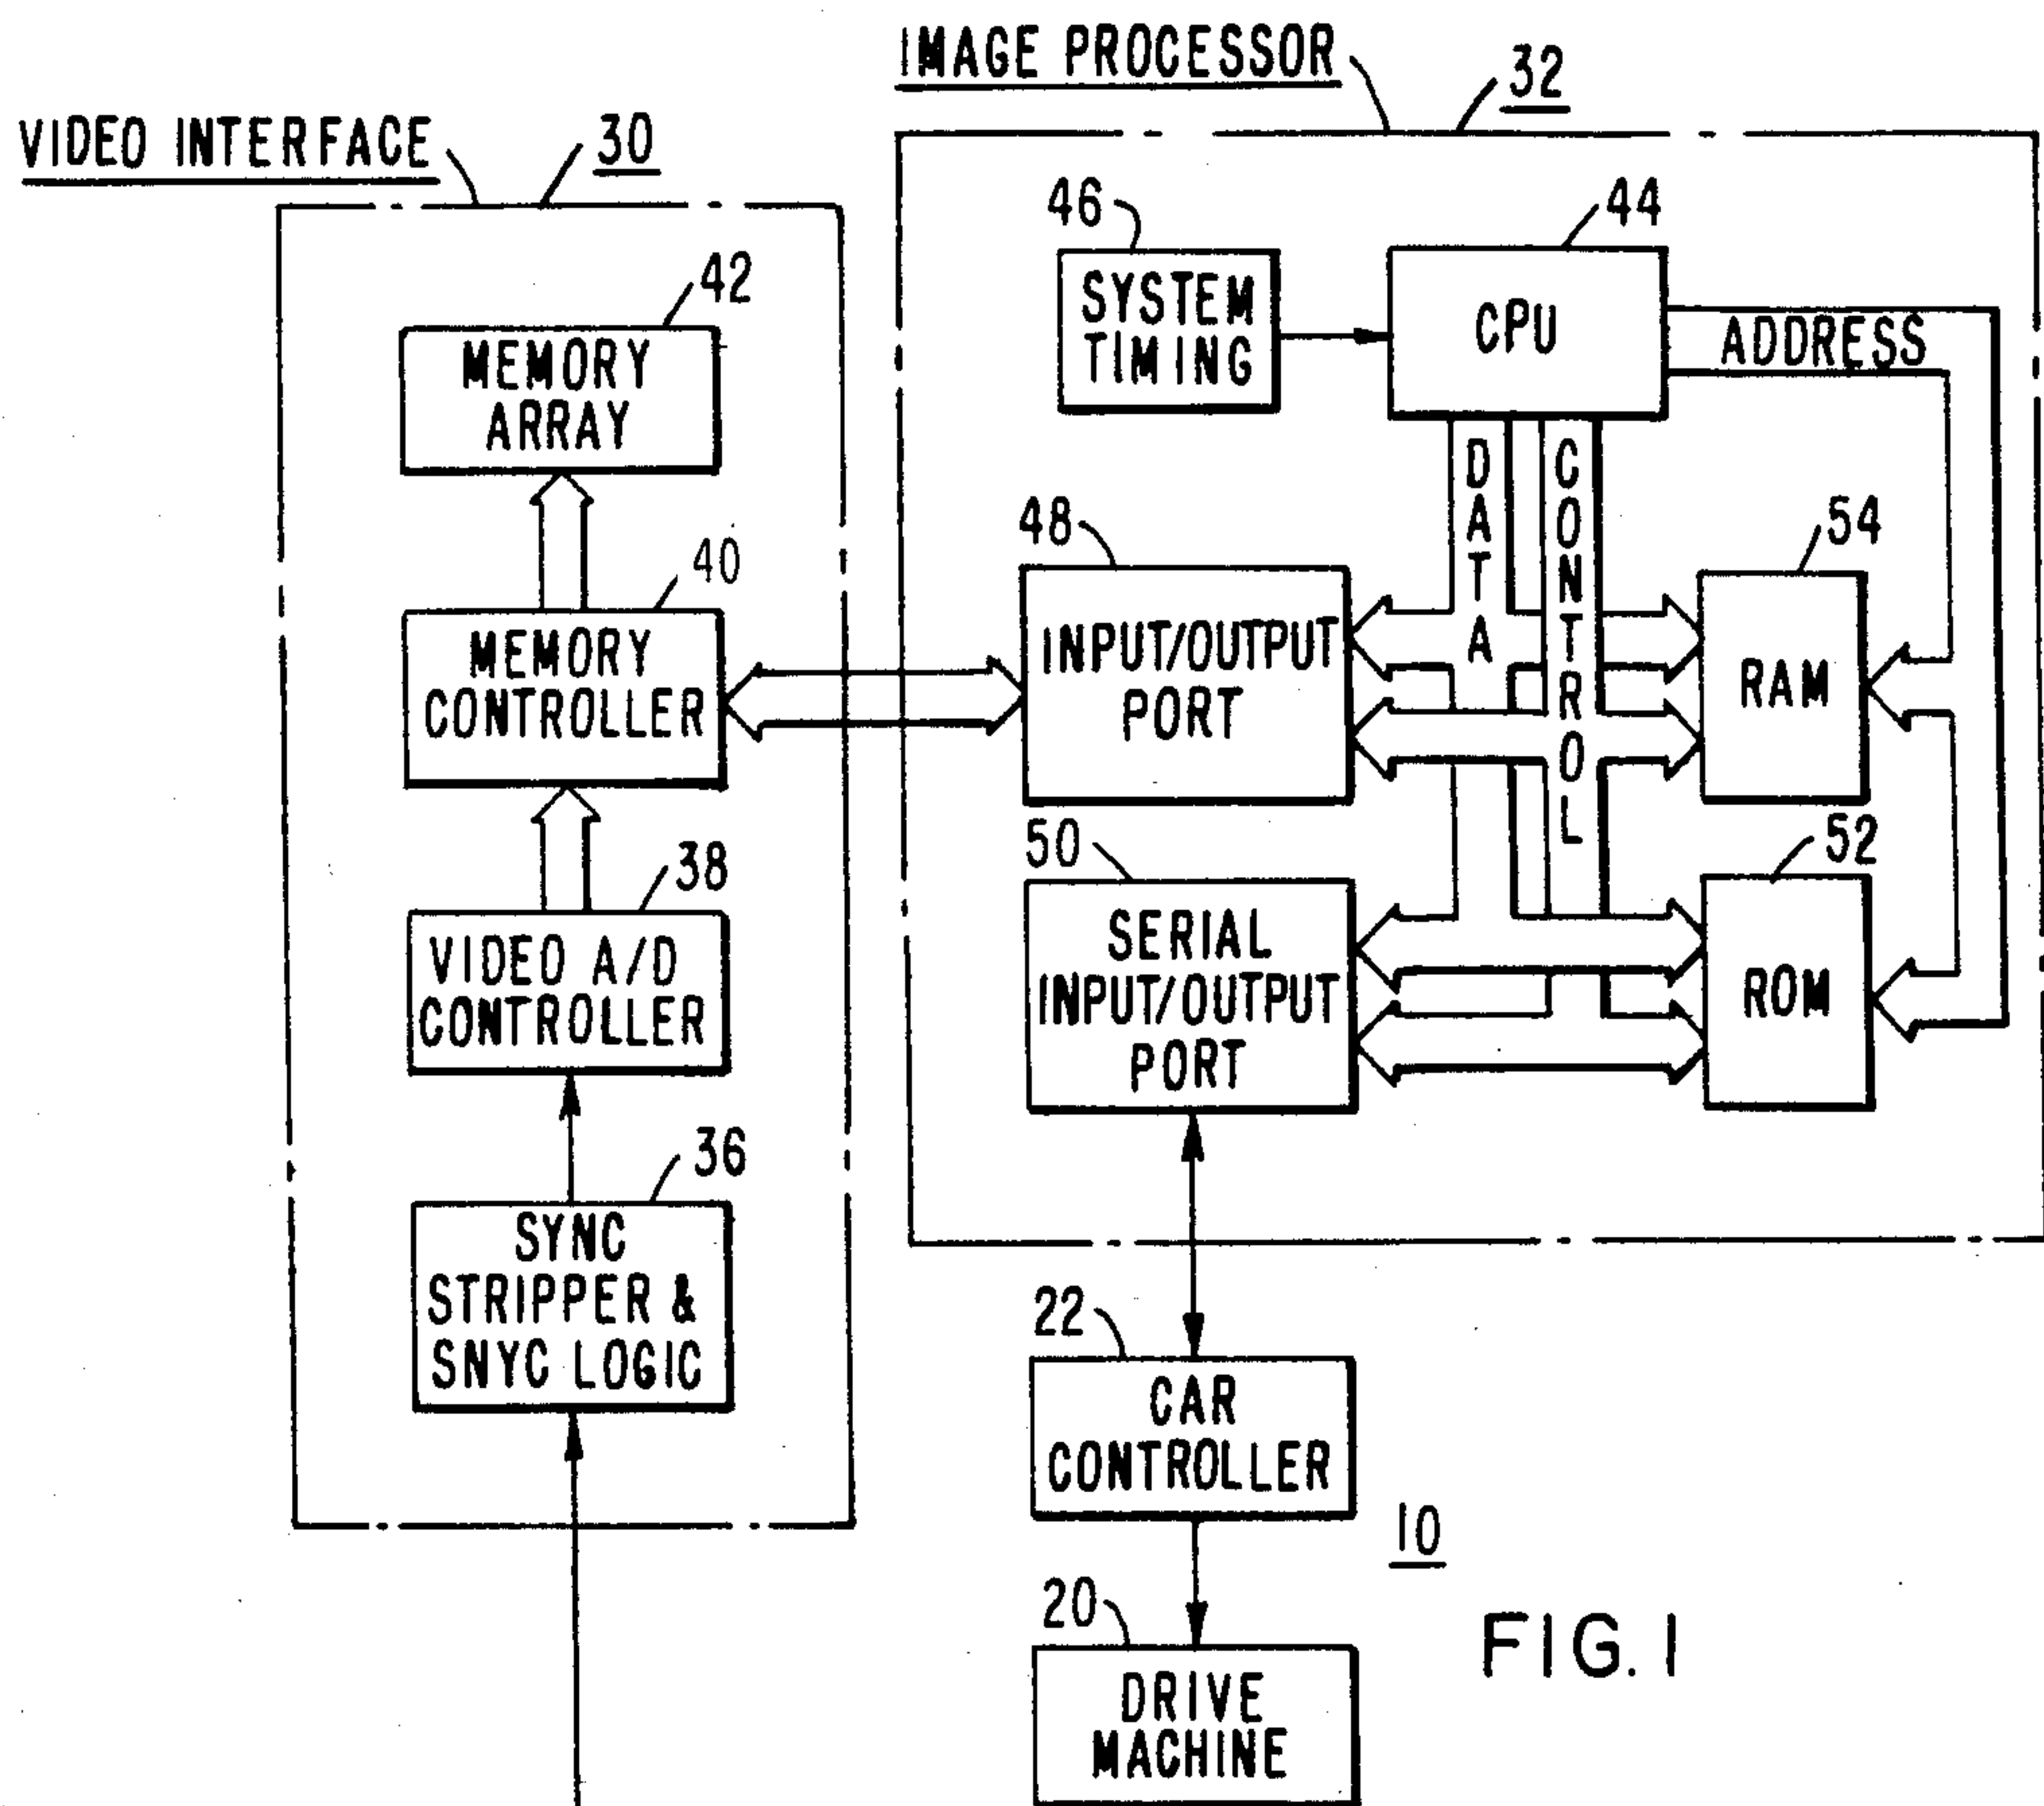 IMAGE PROCESSOR
32
VIDEO INTERFACE
30
46
SYSTEM
TIMING
44
CPU
ADDRESS
42
MEMORY
ARRAY
DATA
CONTROL
40
MEMORY
CONTROLLER
48
INPUT/OUTPUT
PORT
54
RAM
38
VIDEO A/D
CONTROLLER
50
SERIAL
INPUT/OUTPUT
PORT
52
ROM
36
SYNC
STRIPPER &
SNYC LOGIC
22
CAR
CONTROLLER
10
20
DRIVE
MACHINE
FIG. 1